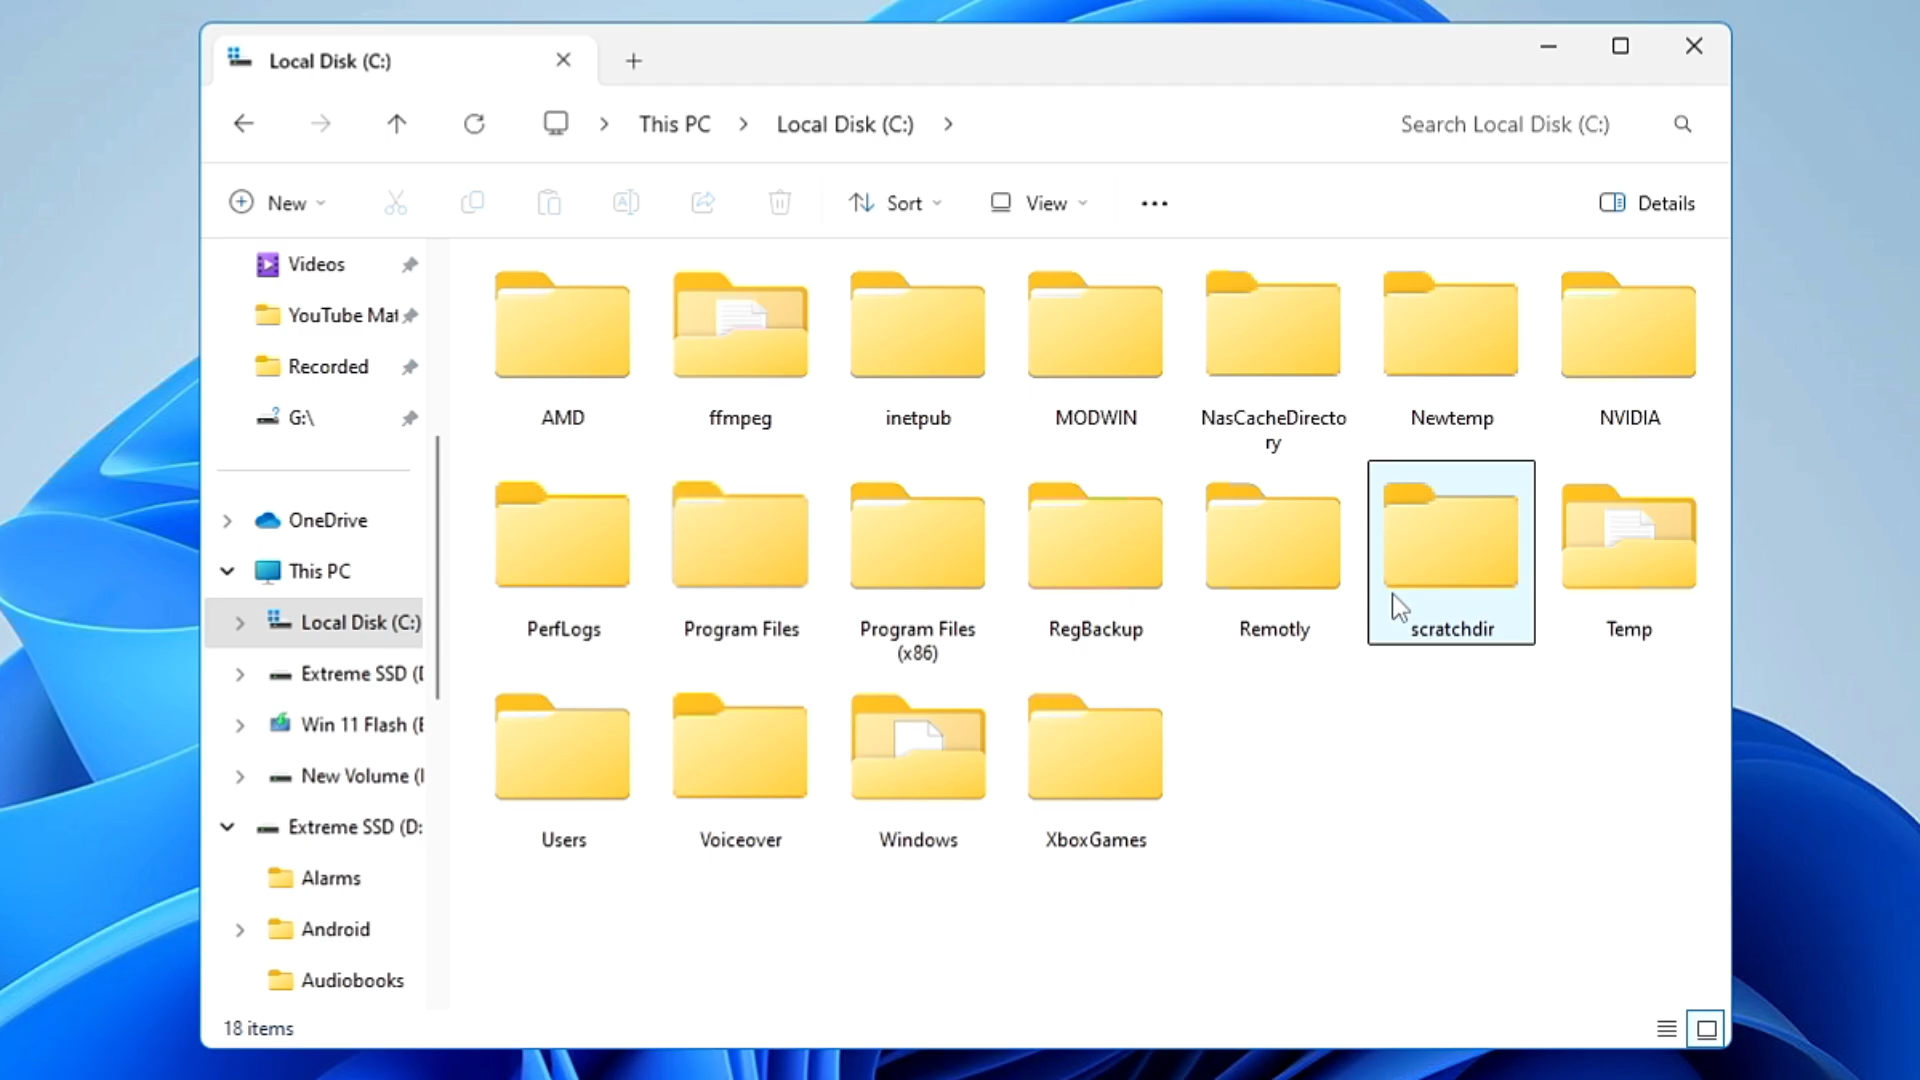 Local Disk (C:)
This PC
Local Disk (C:)
Search Local Disk (C:)
New
Sort
View
Details
Videos
YouTube Mat
Recorded
G:\
OneDrive
This PC
Local Disk (C:)
Extreme SSD (
Win 11 Flash (
New Volume (
Extreme SSD (D:
Alarms
Android
Audiobooks
AMD
ffmpeg
inetpub
MODWIN
NasCacheDirecto
ry
Newtemp
NVIDIA
PerfLogs
Program Files
Program Files
(x86)
RegBackup
Remotly
scratchdir
Temp
Users
Voiceover
Windows
XboxGames
18 items